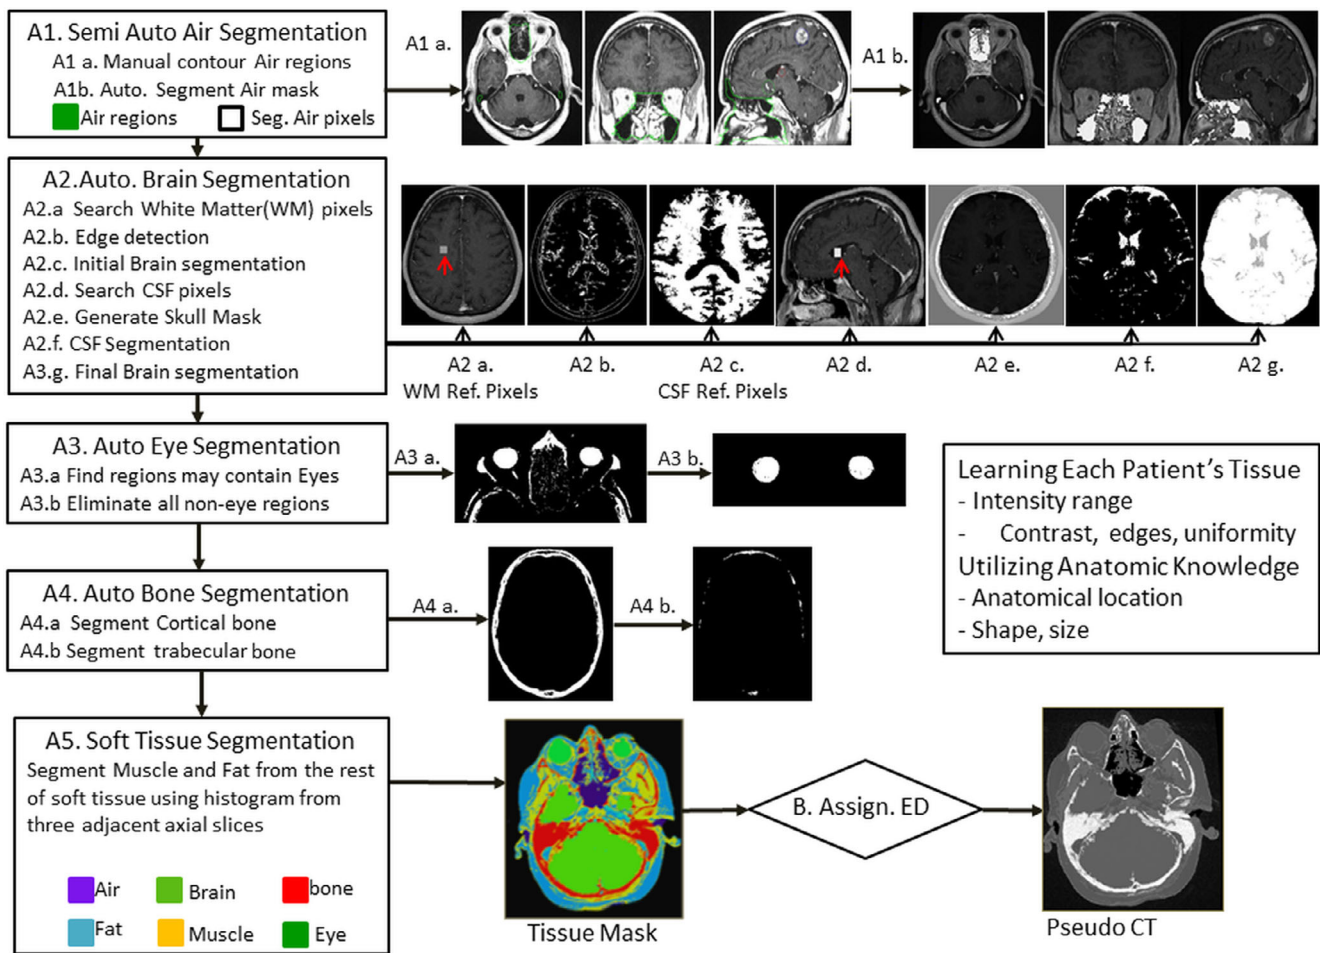 A1. Semi Auto Air Segmentation
A1 a. Manual contour Air regions
A1b. Auto. Segment Air mask
Air regions
Seg. Air pixels
A1 a.
A1 b.
A2.Auto. Brain Segmentation
A2.a Search White Matter(WM) pixels
A2.b. Edge detection
A2.c. Initial Brain segmentation
A2.d. Search CSF pixels
A2.e. Generate Skull Mask
A2.f. CSF Segmentation
A3.g. Final Brain segmentation
A2 a.
A2 b.
A2 c.
A2 d.
A2 e.
A2 f.
A2 g.
WM Ref. Pixels
CSF Ref. Pixels
A3. Auto Eye Segmentation
A3.a Find regions may contain Eyes
A3.b Eliminate all non-eye regions
A3 a.
A3 b.
Learning Each Patient's Tissue
- Intensity range
- Contrast, edges, uniformity
Utilizing Anatomic Knowledge
- Anatomical location
- Shape, size
A4. Auto Bone Segmentation
A4.a Segment Cortical bone
A4.b Segment trabecular bone
A4 a.
A4 b.
A5. Soft Tissue Segmentation
Segment Muscle and Fat from the rest
of soft tissue using histogram from
three adjacent axial slices
Air
Brain
bone
Fat
Muscle
Eye
Tissue Mask
B. Assign. ED
Pseudo CT